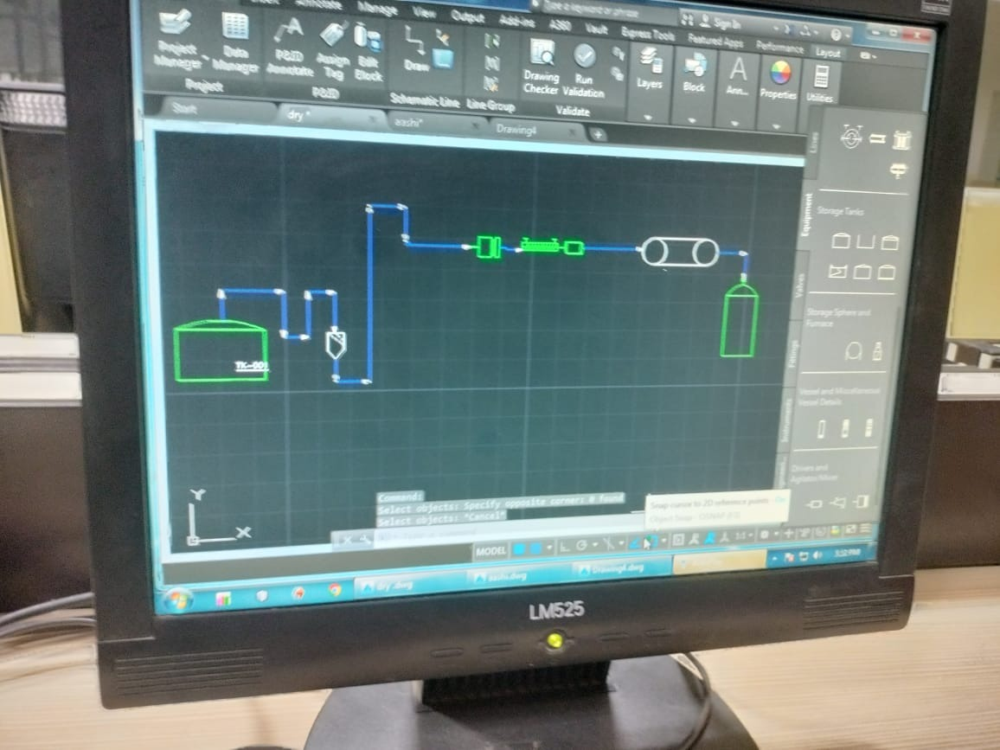 Insert Annotate Manage View Output Add-ins A360 Vault Express Tools Featured Apps Performance Layout
Type a keyword or phrase
Sign In
Project Manager
Data Manager
P&ID Annotate
Assign Tag
Edit Block
Draw
Drawing Checker
Run Validation
Layers
Block
Ann...
Properties
Utilities
Project
P&ID
Schematic Line
Line Group
Validate
Start
dry*
aashi*
Drawing4
Lines
Equipment
Valves
Fittings
Instruments
Storage Tanks
Storage Sphere and
Furnace
Vessel and Miscellaneous
Vessel Details
Drivers and
Agitator/Mixer
TK-001
Y
X
Command:
Select objects: Specify opposite corner: 0 found
Select objects: *Cancel*
Snap cursor to 2D reference points - On
Object Snap - OSNAP (F3)
MODEL
1:1
dry .dwg
aashi.dwg
Drawing4.dwg
3:52 PM
LM525